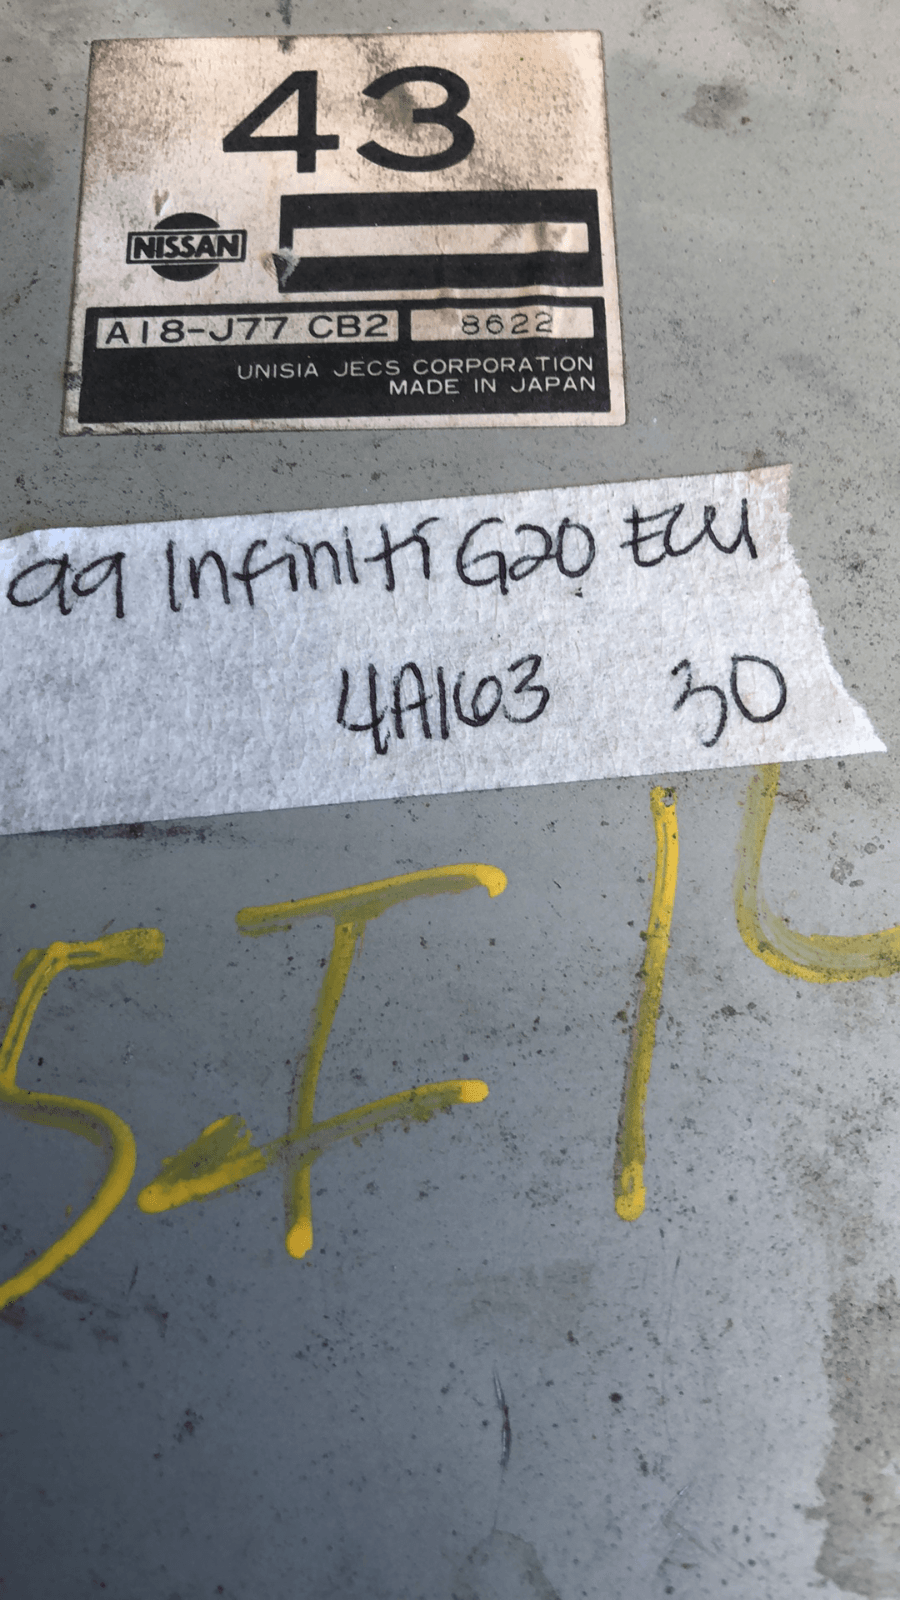 43
NISSAN
A18-J77 CB2 8622
UNISIA JECS CORPORATION
MADE IN JAPAN
99 Infiniti G20 ECU
4A163 30